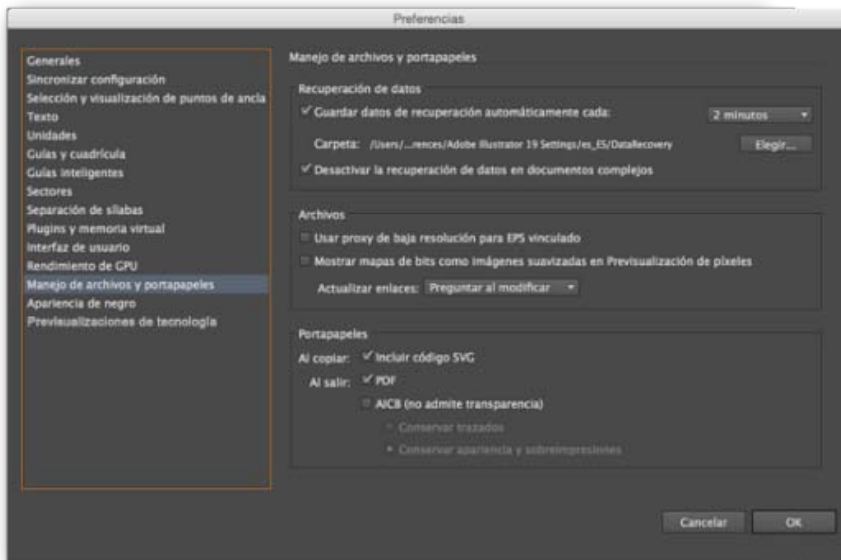 Preferencias
Generales
Sincronizar configuración
Selección y visualización de puntos de ancla
Texto
Unidades
Guías y cuadrícula
Guías inteligentes
Sectores
Separación de sílabas
Plugins y memoria virtual
Interfaz de usuario
Rendimiento de GPU
Manejo de archivos y portapapeles
Apariencia de negro
Previsualizaciones de tecnología
Manejo de archivos y portapapeles
Recuperación de datos
Guardar datos de recuperación automáticamente cada: 2 minutos
Carpeta: /Users/...rences/Adobe Illustrator 19 Settings/es_ES/DataRecovery Elegir...
Desactivar la recuperación de datos en documentos complejos
Archivos
Usar proxy de baja resolución para EPS vinculado
Mostrar mapas de bits como imágenes suavizadas en Previsualización de píxeles
Actualizar enlaces: Preguntar al modificar
Portapapeles
Al copiar: Incluir código SVG
Al salir: PDF
AICB (no admite transparencia)
Conservar trazados
Conservar apariencia y sobreimpresiones
Cancelar OK